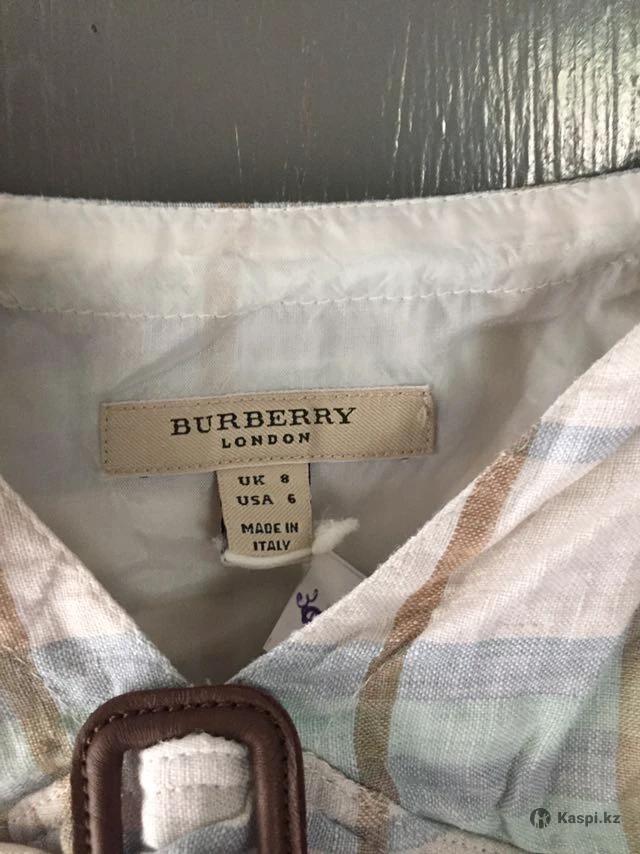 BURBERRY
LONDON
UK 8
USA 6
MADE IN
ITALY
Kaspi.kz